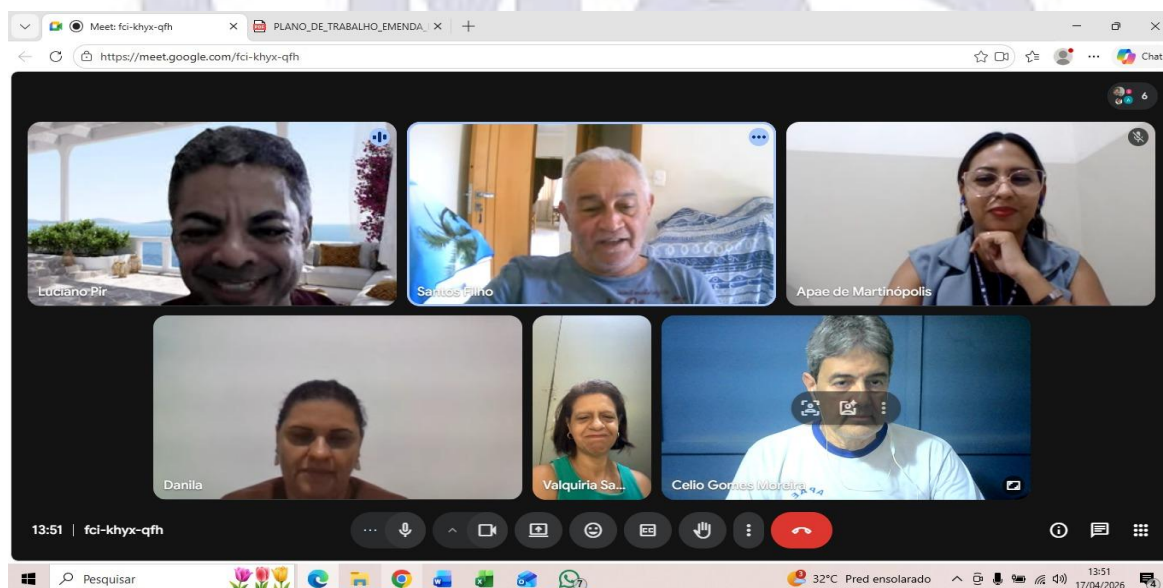 Meet: fci-khyx-qfh
PLANO_DE_TRABALHO_EMENDA_
https://meet.google.com/fci-khyx-qfh
Chat
6
Luciano Pir
Santos Filho
Apae de Martinópolis
Danila
Valquiria Sa...
Celio Gomes Moreira
13:51 | fci-khyx-qfh
Pesquisar
32°C Pred ensolarado
13:51
17/04/2026